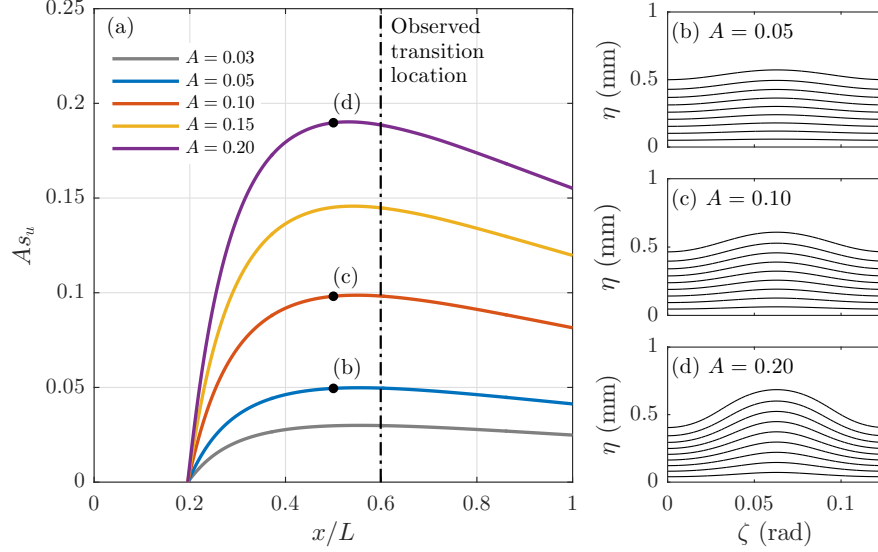 (a)
Observed
transition
location
A = 0.03
A = 0.05
A = 0.10
A = 0.15
A = 0.20
(d)
(c)
(b)
0.25
0.2
0.15
0.1
0.05
0
As_u
0
0.2
0.4
0.6
0.8
1
x/L
(b) A = 0.05
1
0.5
0
η (mm)
(c) A = 0.10
1
0.5
0
η (mm)
(d) A = 0.20
1
0.5
0
η (mm)
0
0.05
0.1
ζ (rad)